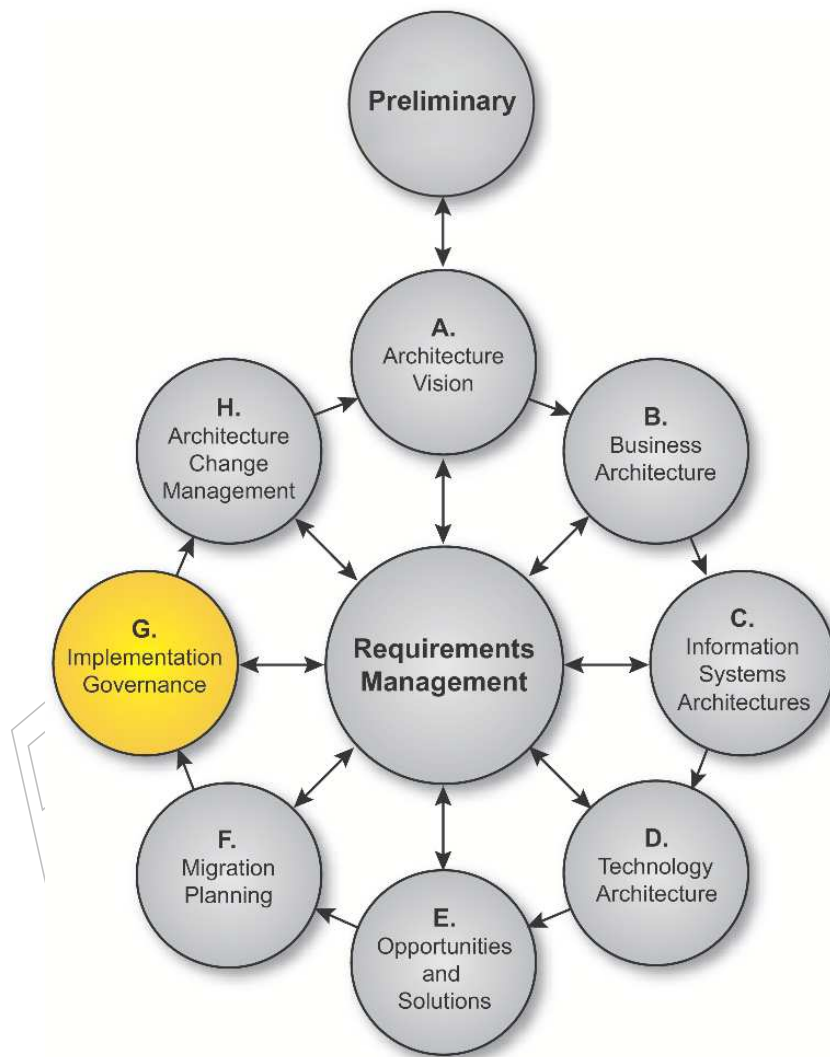 Preliminary
A.
Architecture
Vision
B.
Business
Architecture
C.
Information
Systems
Architectures
D.
Technology
Architecture
E.
Opportunities
and
Solutions
F.
Migration
Planning
G.
Implementation
Governance
H.
Architecture
Change
Management
Requirements
Management